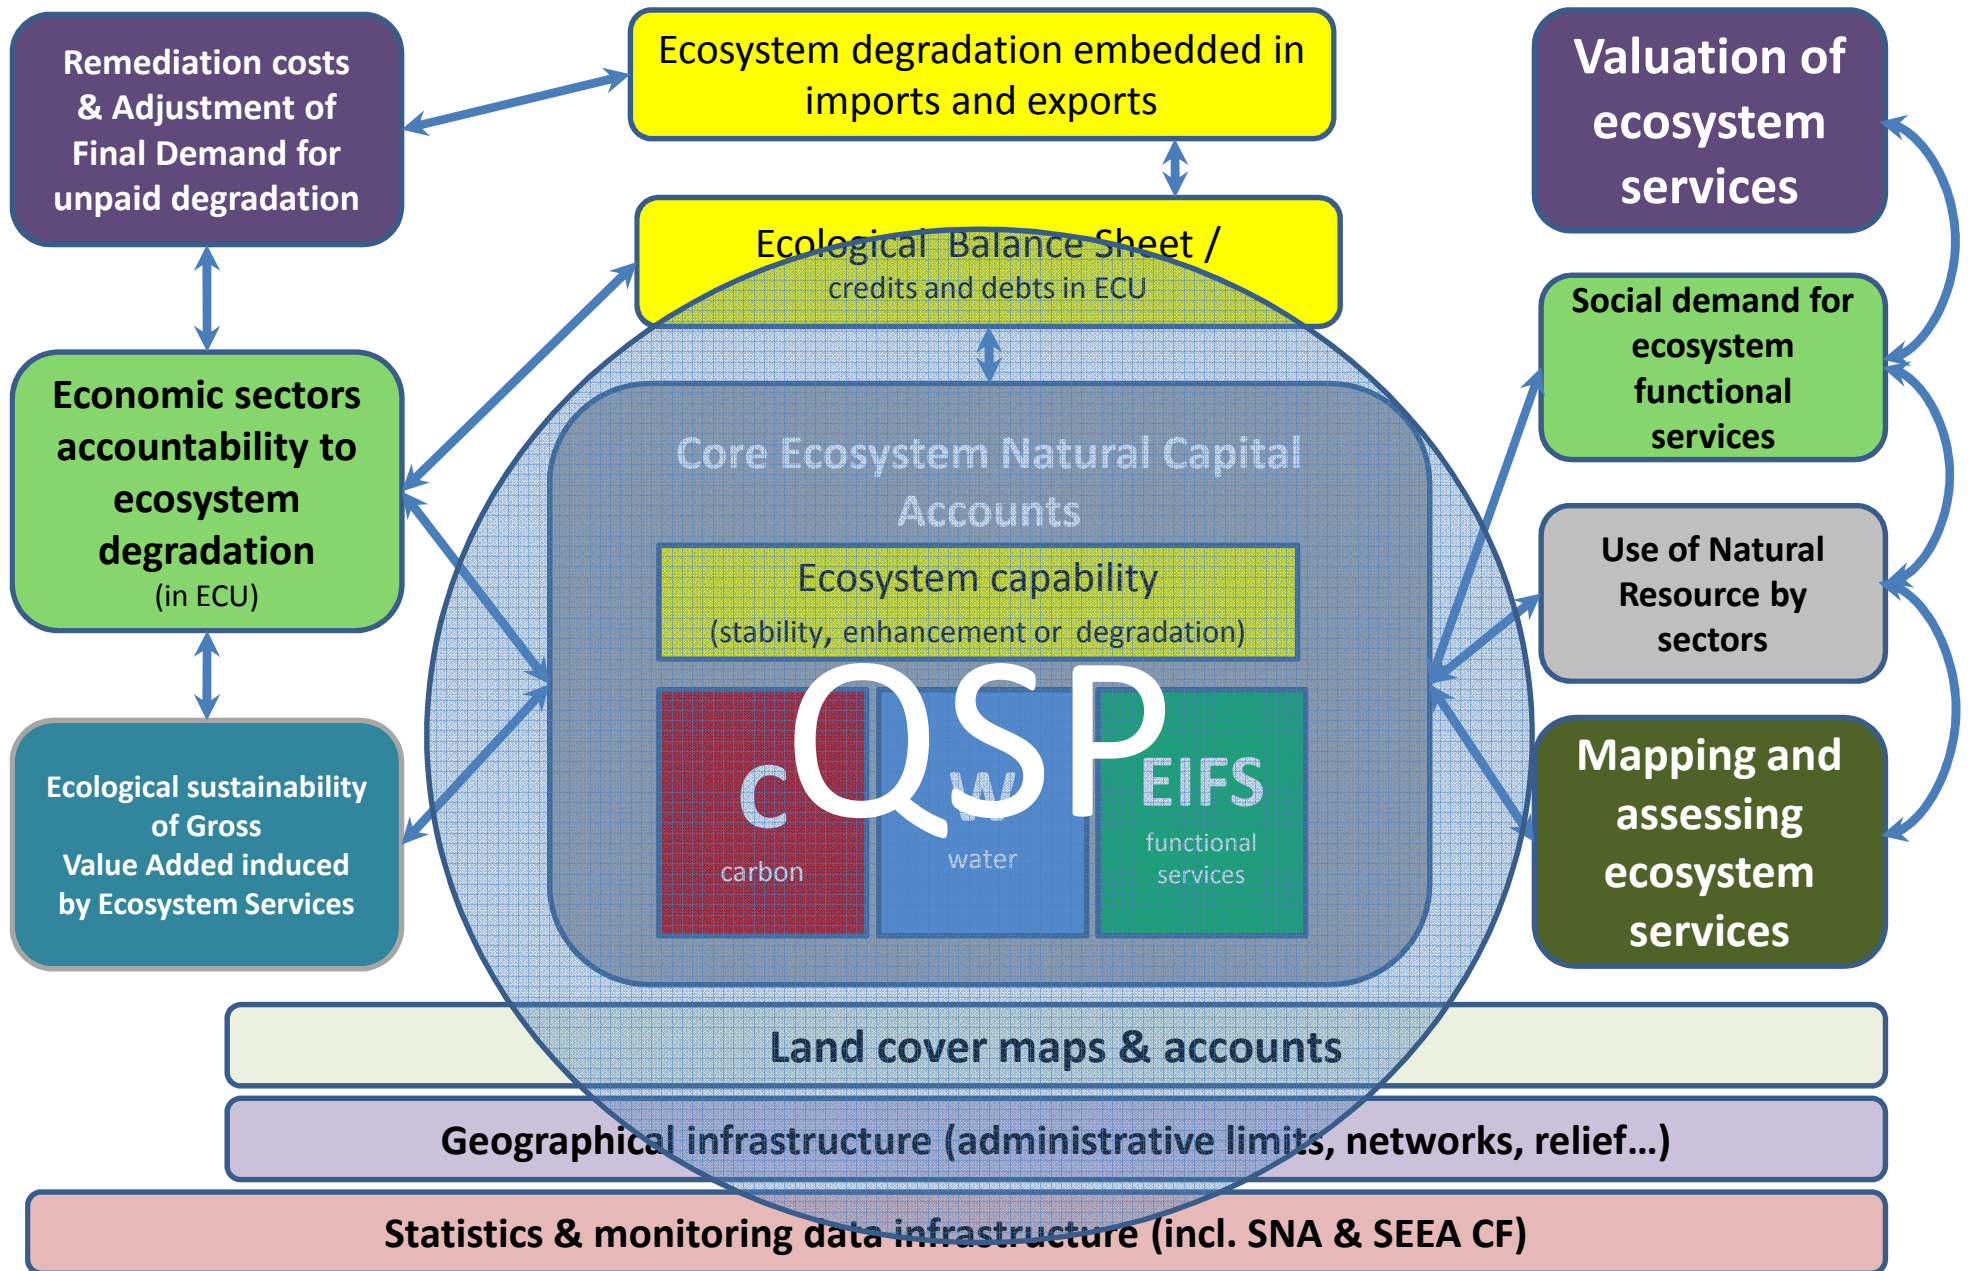 Remediation costs
& Adjustment of
Final Demand for
unpaid degradation
Ecosystem degradation embedded in
imports and exports
Valuation of
ecosystem
services
Ecological Balance Sheet /
credits and debts in ECU
Social demand for
ecosystem
functional
services
Economic sectors
accountability to
ecosystem
degradation
(in ECU)
Core Ecosystem Natural Capital
Accounts
Ecosystem capability
(stability, enhancement or degradation)
Use of Natural
Resource by
sectors
QSP
C
carbon
W
water
EIFS
functional
services
Ecological sustainability
of Gross
Value Added induced
by Ecosystem Services
Mapping and
assessing
ecosystem
services
Land cover maps & accounts
Geographical infrastructure (administrative limits, networks, relief…)
Statistics & monitoring data infrastructure (incl. SNA & SEEA CF)